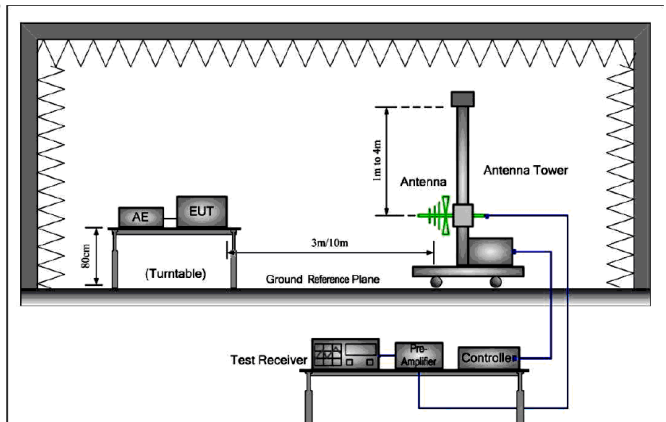 1m to 4m
Antenna
Antenna Tower
AE
EUT
3m/10m
80cm
(Turntable)
Ground Reference Plane
Test Receiver
Pre-
Amplifier
Controller